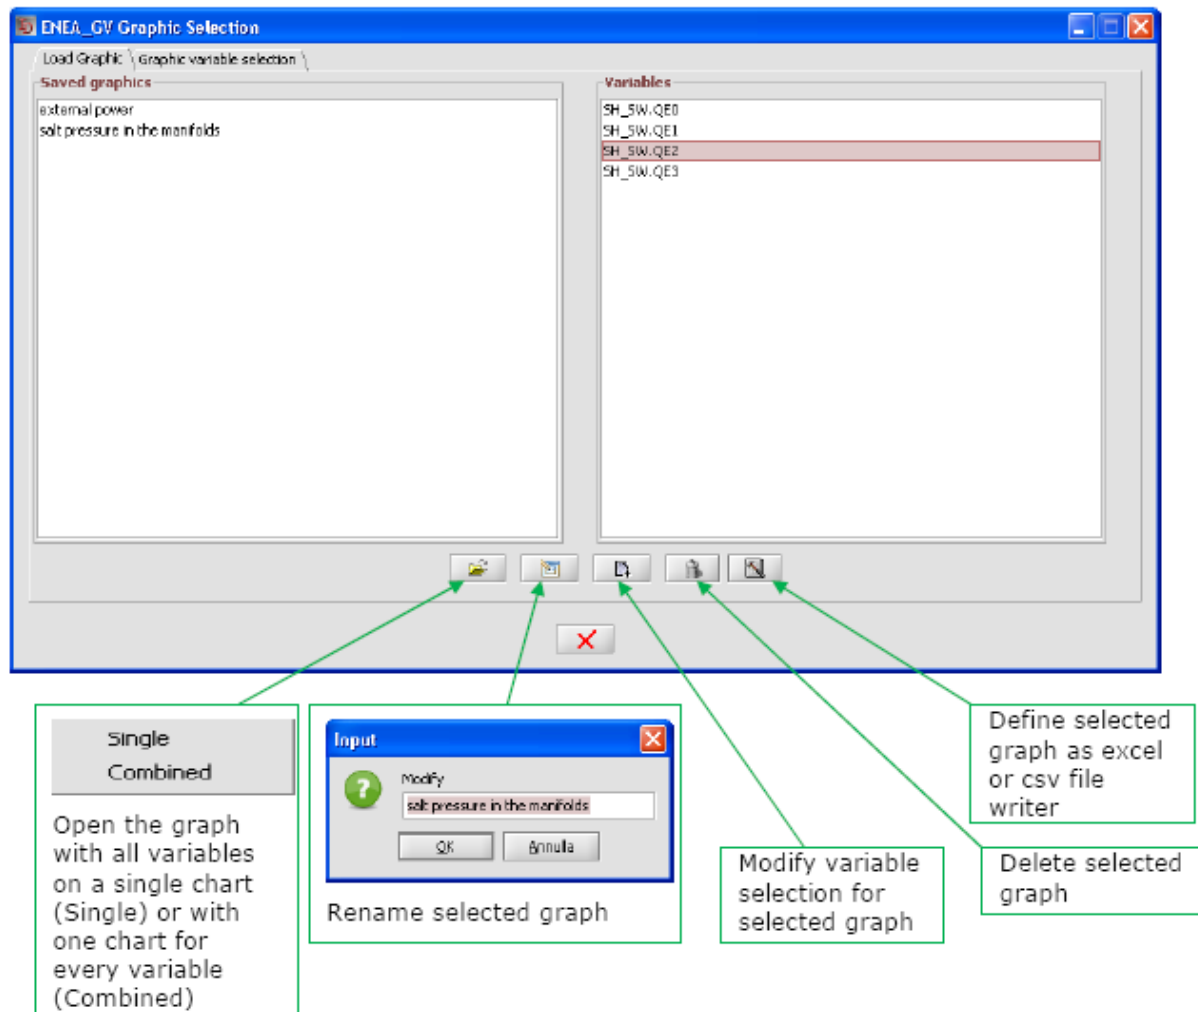 ENEA_GV Graphic Selection
Load Graphic
Graphic variable selection
Saved graphics
external power
salt pressure in the manifolds
Variables
SH_SW.QE0
SH_SW.QE1
SH_SW.QE2
SH_SW.QE3
Single
Combined
Open the graph
with all variables
on a single chart
(Single) or with
one chart for
every variable
(Combined)
Input
Modify
salt pressure in the manifolds
OK
Annulla
Rename selected graph
Modify variable
selection for
selected graph
Define selected
graph as excel
or csv file
writer
Delete selected
graph